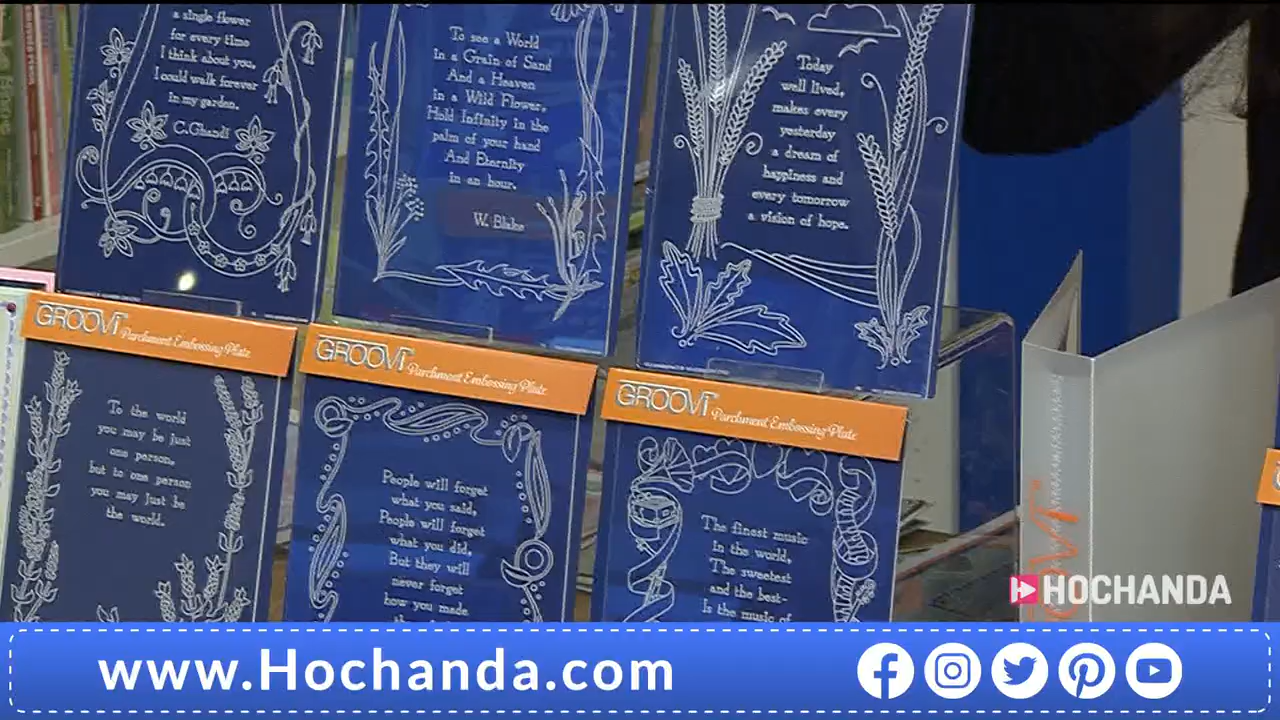 a single flower
for every time
I think about you,
I could walk forever
in my garden.
C.Ghandi
To see a World
in a Grain of Sand
And a Heaven
in a Wild Flower,
Hold Infinity in the
palm of your hand
And Eternity
in an hour.
W. Blake
Today
well lived,
makes every
yesterday
a dream of
happiness and
every tomorrow
a vision of hope.
GROOVI Parchment Embossing Plate
To the world
you may be just
one person,
but to one person
you may just be
the world.
GROOVI Parchment Embossing Plate
People will forget
what you said,
People will forget
what you did,
But they will
never forget
how you made
GROOVI Parchment Embossing Plate
The finest music
in the world,
The sweetest
and the best-
Is the music of
HOCHANDA
www.Hochanda.com